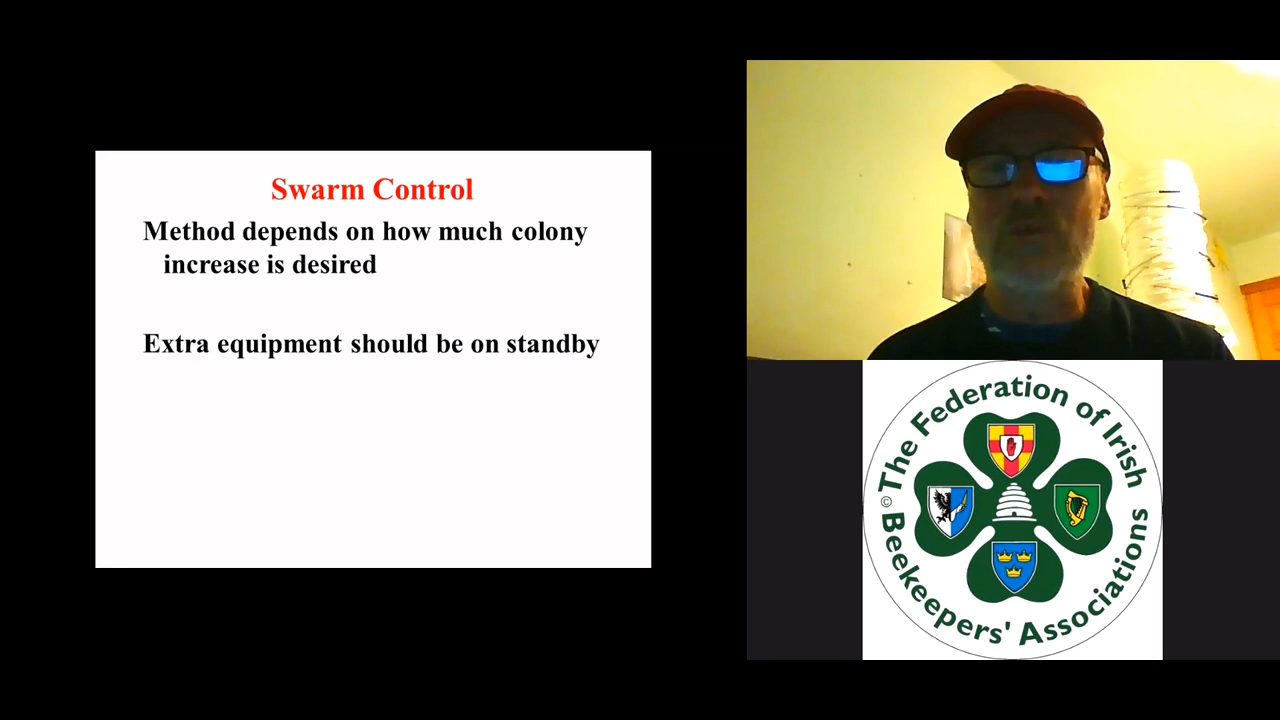 Swarm Control
Method depends on how much colony
increase is desired
Extra equipment should be on standby
The Federation of Irish
© Beekeepers' Associations